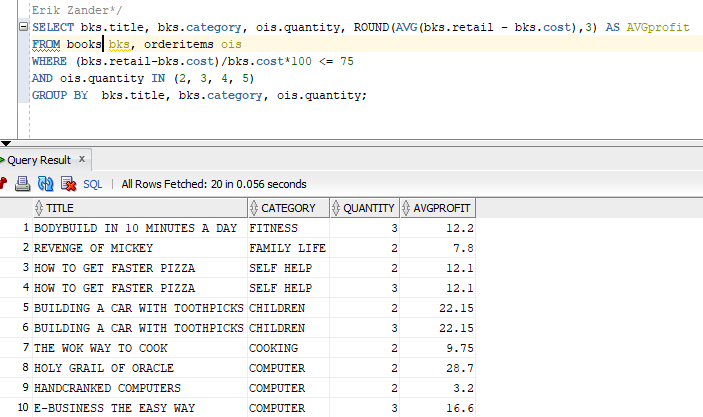 Erik Zander*/
SELECT bks.title, bks.category, ois.quantity, ROUND(AVG(bks.retail - bks.cost),3) AS AVGprofit
FROM books bks, orderitems ois
WHERE (bks.retail-bks.cost)/bks.cost*100 <= 75
AND ois.quantity IN (2, 3, 4, 5)
GROUP BY  bks.title, bks.category, ois.quantity;
Query Result x
SQL | All Rows Fetched: 20 in 0.056 seconds
TITLE CATEGORY QUANTITY AVGPROFIT
1 BODYBUILD IN 10 MINUTES A DAY FITNESS 3 12.2
2 REVENGE OF MICKEY FAMILY LIFE 2 7.8
3 HOW TO GET FASTER PIZZA SELF HELP 2 12.1
4 HOW TO GET FASTER PIZZA SELF HELP 3 12.1
5 BUILDING A CAR WITH TOOTHPICKS CHILDREN 2 22.15
6 BUILDING A CAR WITH TOOTHPICKS CHILDREN 3 22.15
7 THE WOK WAY TO COOK COOKING 2 9.75
8 HOLY GRAIL OF ORACLE COMPUTER 2 28.7
9 HANDCRANKED COMPUTERS COMPUTER 2 3.2
10 E-BUSINESS THE EASY WAY COMPUTER 3 16.6